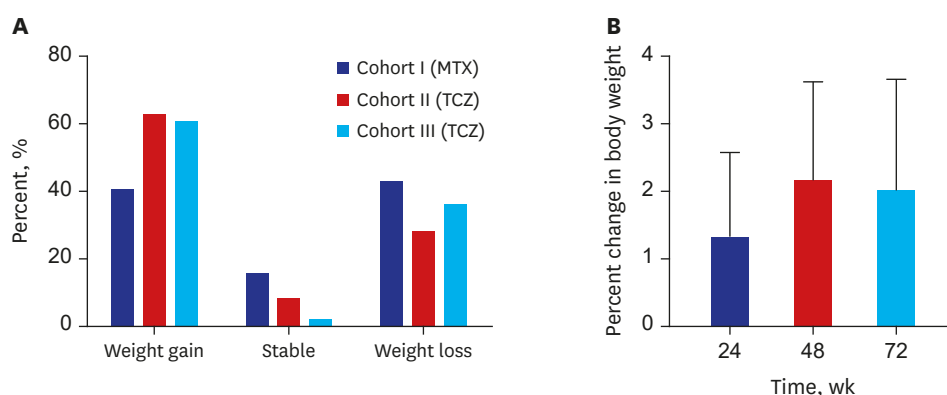 A
Percent, %
80
60
40
20
0
Cohort I (MTX)
Cohort II (TCZ)
Cohort III (TCZ)
Weight gain
Stable
Weight loss
B
Percent change in body weight
4
3
2
1
0
24
48
72
Time, wk